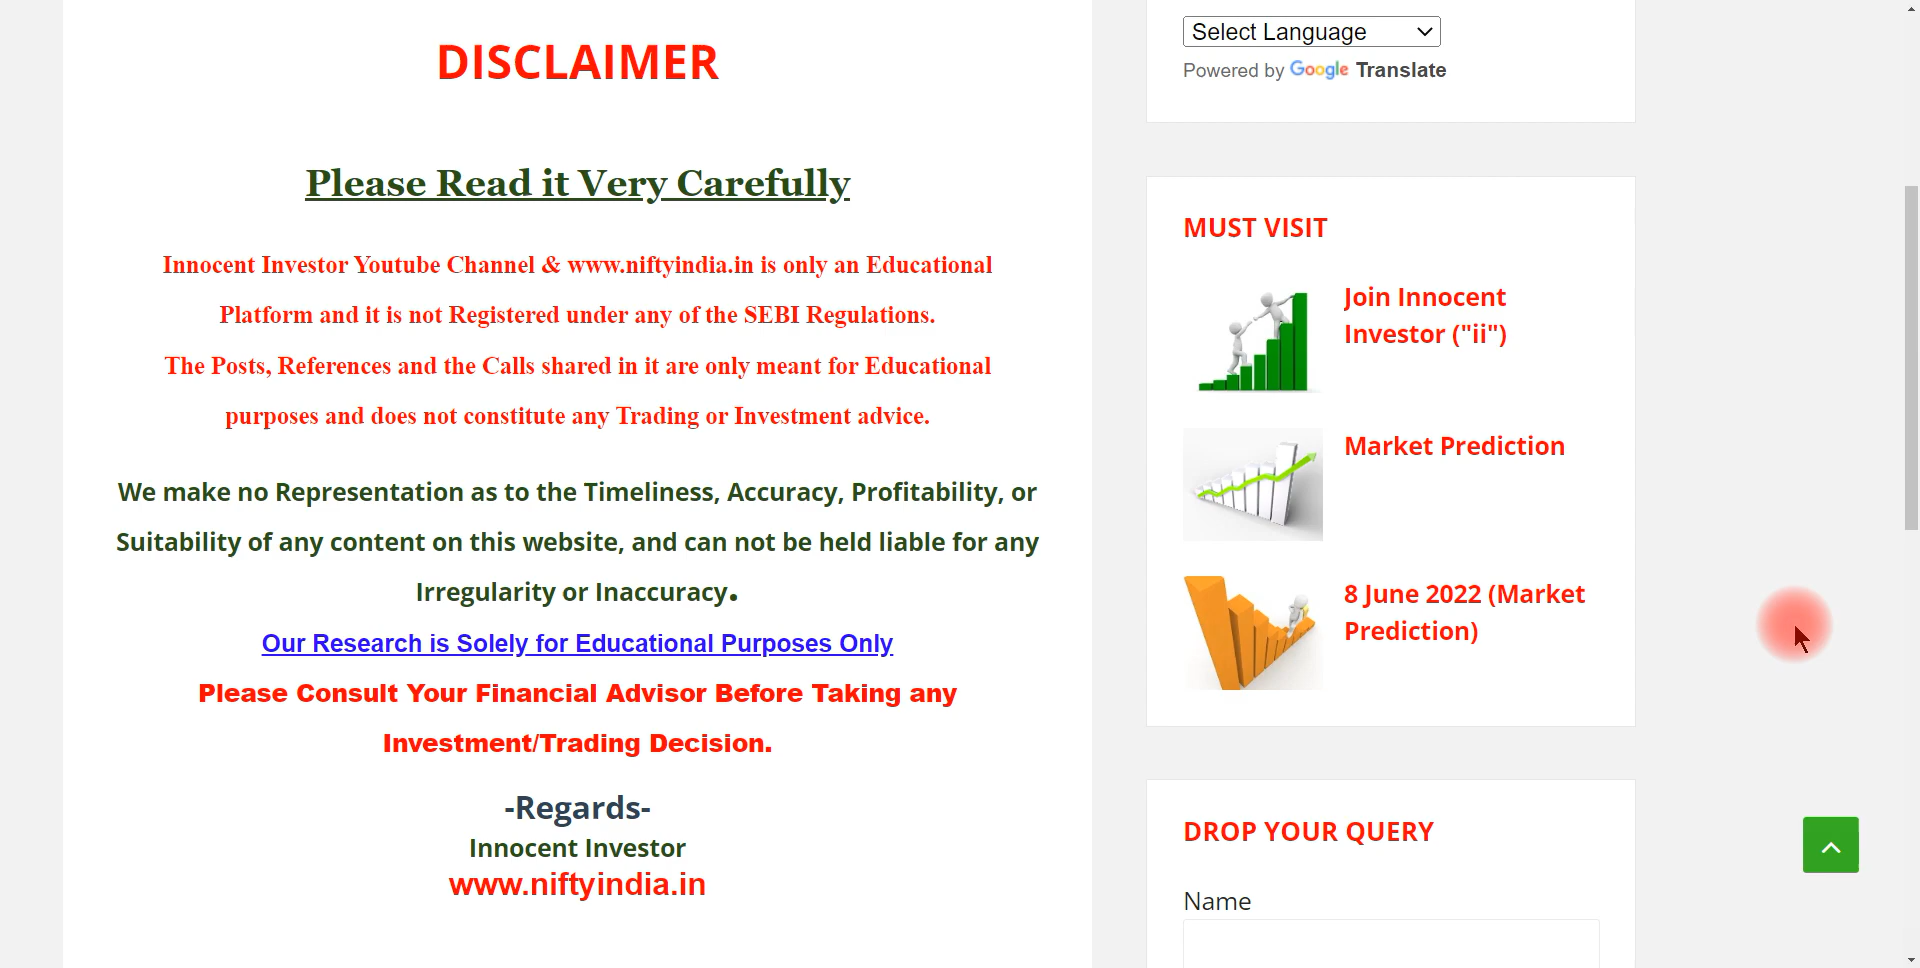 DISCLAIMER
Please Read it Very Carefully
Innocent Investor Youtube Channel & www.niftyindia.in is only an Educational
Platform and it is not Registered under any of the SEBI Regulations.
The Posts, References and the Calls shared in it are only meant for Educational
purposes and does not constitute any Trading or Investment advice.
We make no Representation as to the Timeliness, Accuracy, Profitability, or
Suitability of any content on this website, and can not be held liable for any
Irregularity or Inaccuracy.
Our Research is Solely for Educational Purposes Only
Please Consult Your Financial Advisor Before Taking any
Investment/Trading Decision.
-Regards-
Innocent Investor
www.niftyindia.in
Select Language
Powered by Google Translate
MUST VISIT
Join Innocent
Investor ("ii")
Market Prediction
8 June 2022 (Market
Prediction)
DROP YOUR QUERY
Name